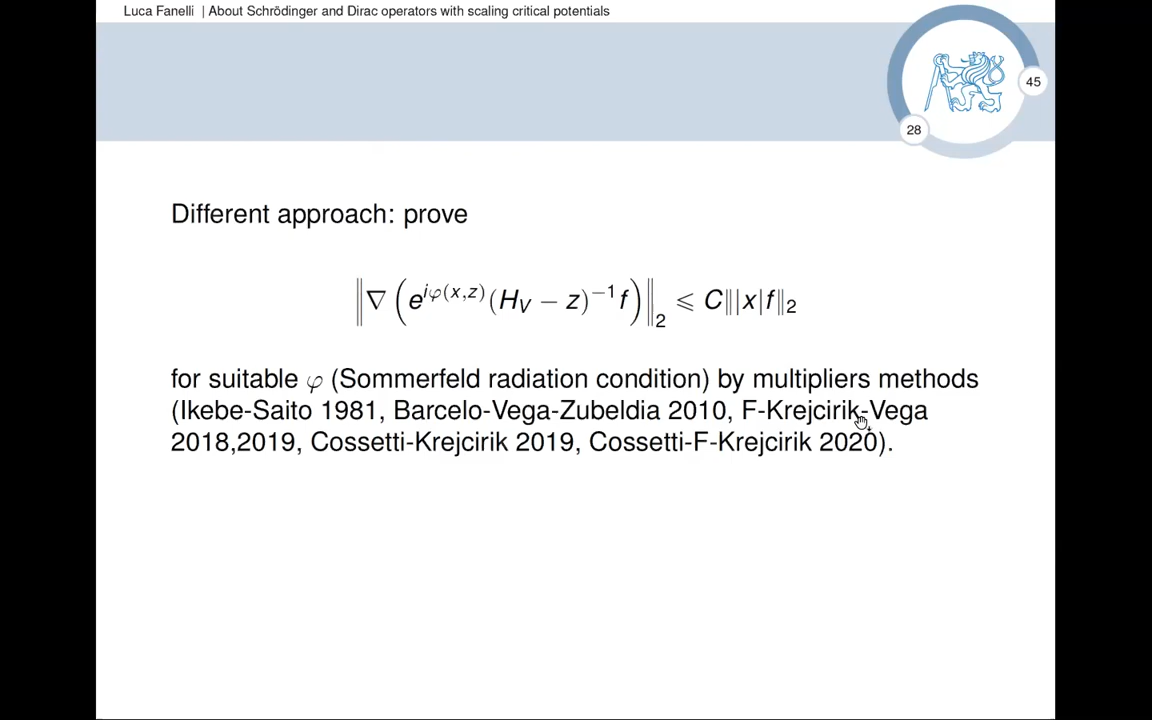 Luca Fanelli | About Schrödinger and Dirac operators with scaling critical potentials
45
28
Different approach: prove
‖∇(e^{iφ(x,z)}(H_V − z)^{−1}f)‖_2 ⩽ C‖|x|f‖_2
for suitable φ (Sommerfeld radiation condition) by multipliers methods
(Ikebe-Saito 1981, Barcelo-Vega-Zubeldia 2010, F-Krejcirik-Vega
2018,2019, Cossetti-Krejcirik 2019, Cossetti-F-Krejcirik 2020).